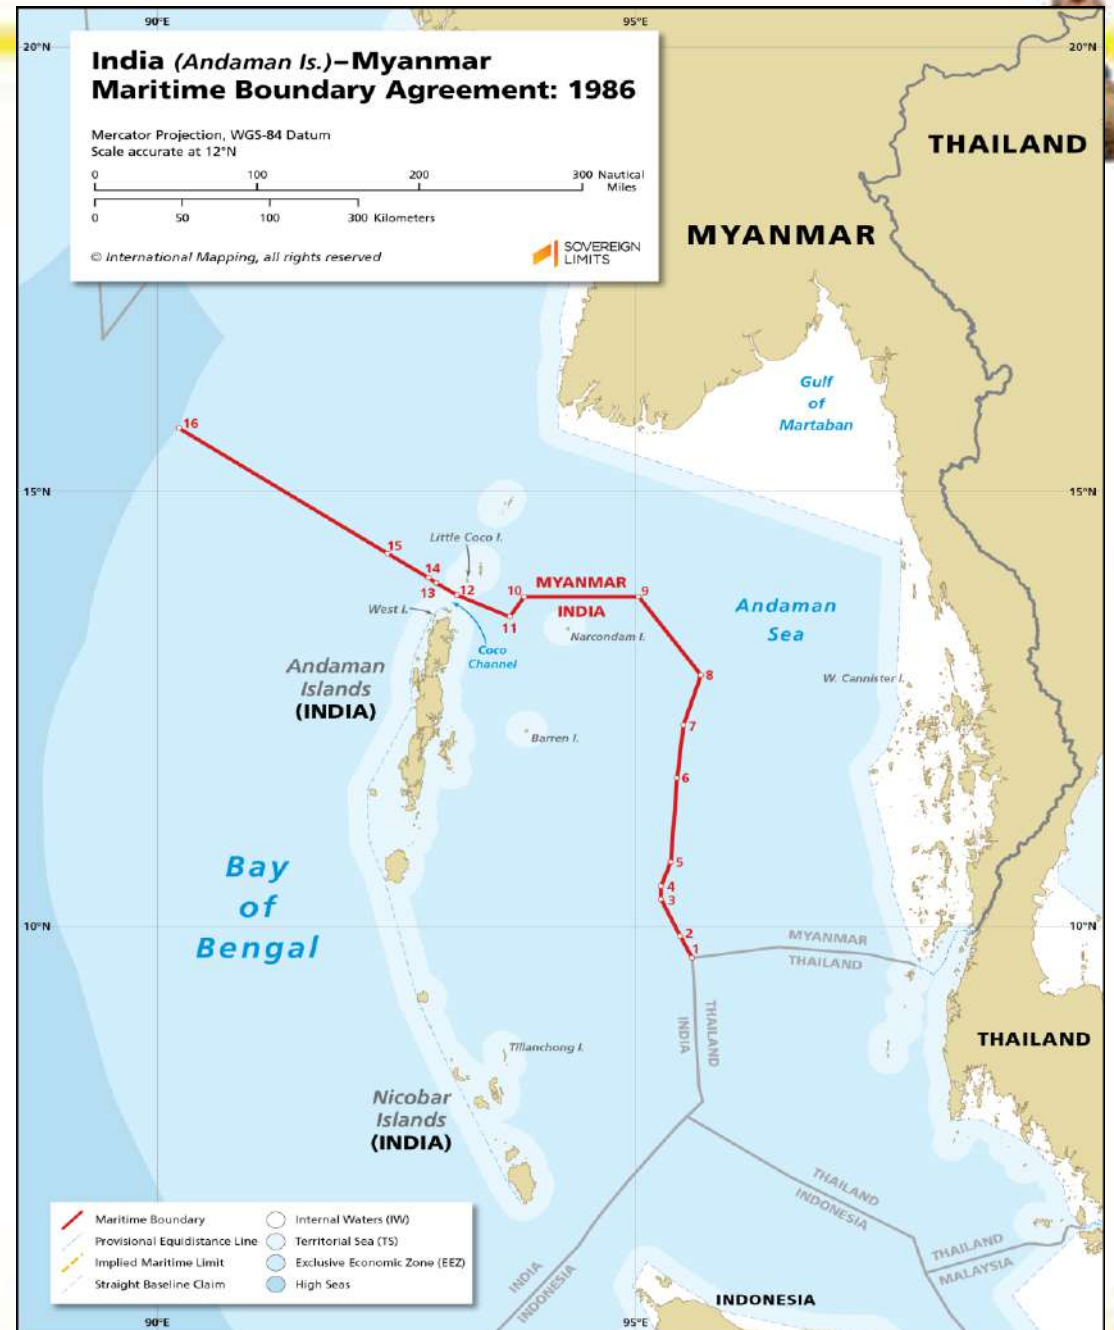 90°E
95°E
20°N
20°N
India (Andaman Is.)–Myanmar
Maritime Boundary Agreement: 1986
Mercator Projection, WGS-84 Datum
Scale accurate at 12°N
0 100 200 300 Nautical
Miles
0 50 100 300 Kilometers
© International Mapping, all rights reserved
SOVEREIGN
LIMITS
THAILAND
MYANMAR
Gulf
of
Martaban
16
15°N
15°N
15
Little Coco I.
14
13
12
10
MYANMAR
9
INDIA
11
West I.
Narcondam I.
Coco
Channel
Andaman
Sea
Andaman
Islands
(INDIA)
8
W. Cannister I.
7
Barren I.
6
5
4
3
Bay
of
Bengal
10°N
10°N
2
1
MYANMAR
THAILAND
INDIA
THAILAND
THAILAND
Tillanchong I.
Nicobar
Islands
(INDIA)
THAILAND
INDONESIA
THAILAND
MALAYSIA
INDIA
INDONESIA
INDONESIA
Maritime Boundary
Provisional Equidistance Line
Implied Maritime Limit
Straight Baseline Claim
Internal Waters (IW)
Territorial Sea (TS)
Exclusive Economic Zone (EEZ)
High Seas
90°E
95°E